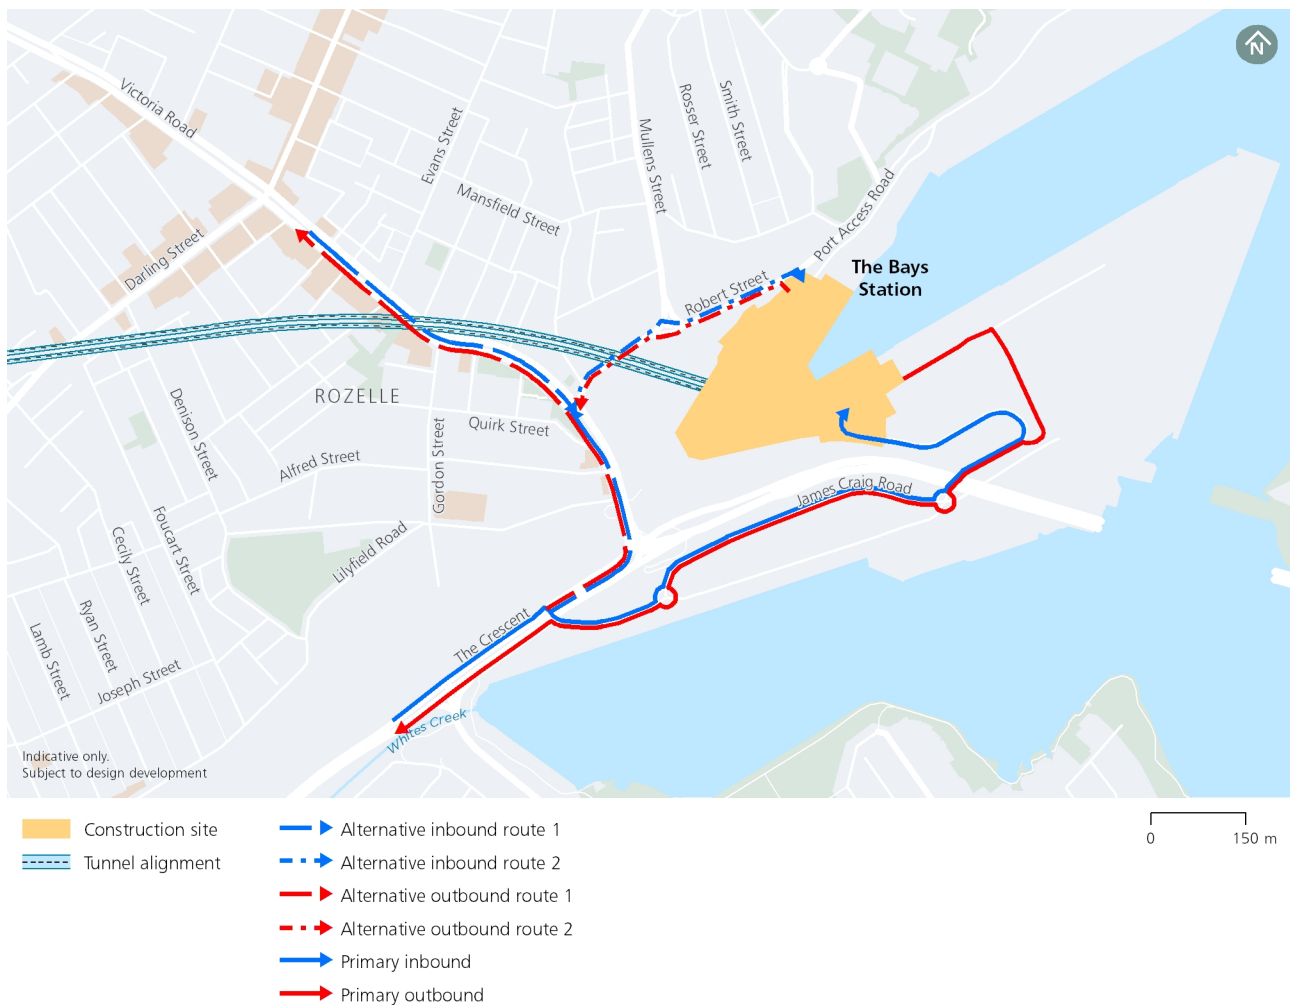 N
Victoria Road
Evans Street
Mullens Street
Rosser Street
Smith Street
Mansfield Street
Port Access Road
Darling Street
The Bays
Station
Robert Street
ROZELLE
Denison Street
Quirk Street
Gordon Street
Alfred Street
James Craig Road
Foucart Street
Cecily Street
Lilyfield Road
Ryan Street
Lamb Street
The Crescent
Joseph Street
Whites Creek
Indicative only.
Subject to design development
Construction site
Tunnel alignment
Alternative inbound route 1
Alternative inbound route 2
Alternative outbound route 1
Alternative outbound route 2
Primary inbound
Primary outbound
0 150 m